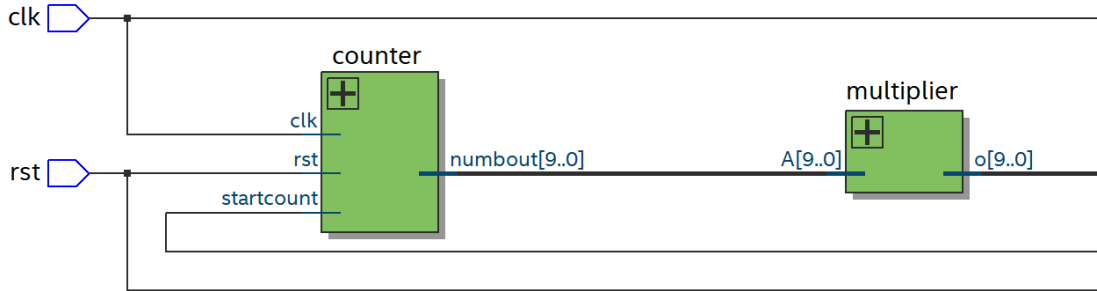 clk
counter
multiplier
clk
rst
rst
numbout[9..0]
A[9..0]
o[9..0]
startcount